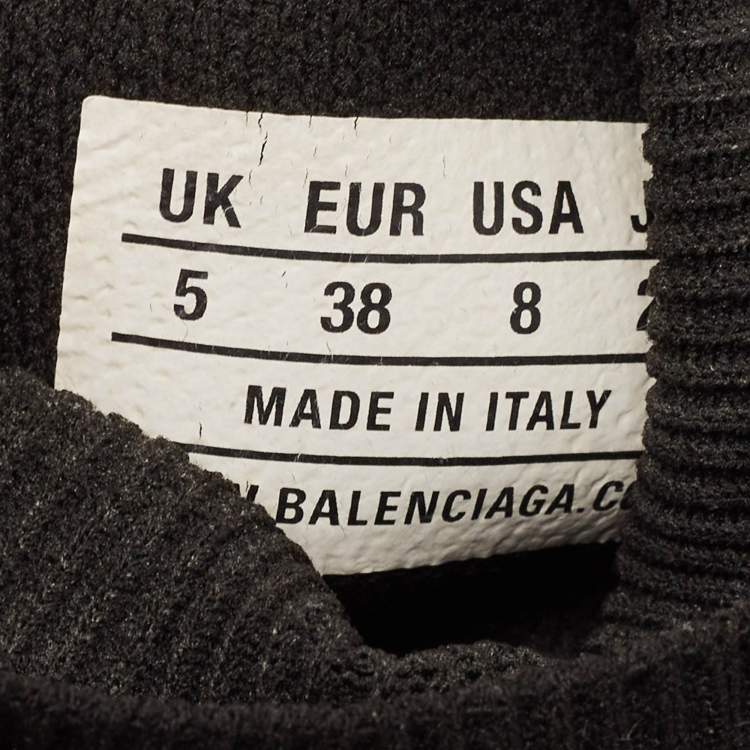 UK EUR USA
5 38 8
MADE IN ITALY
.BALENCIAGA.C